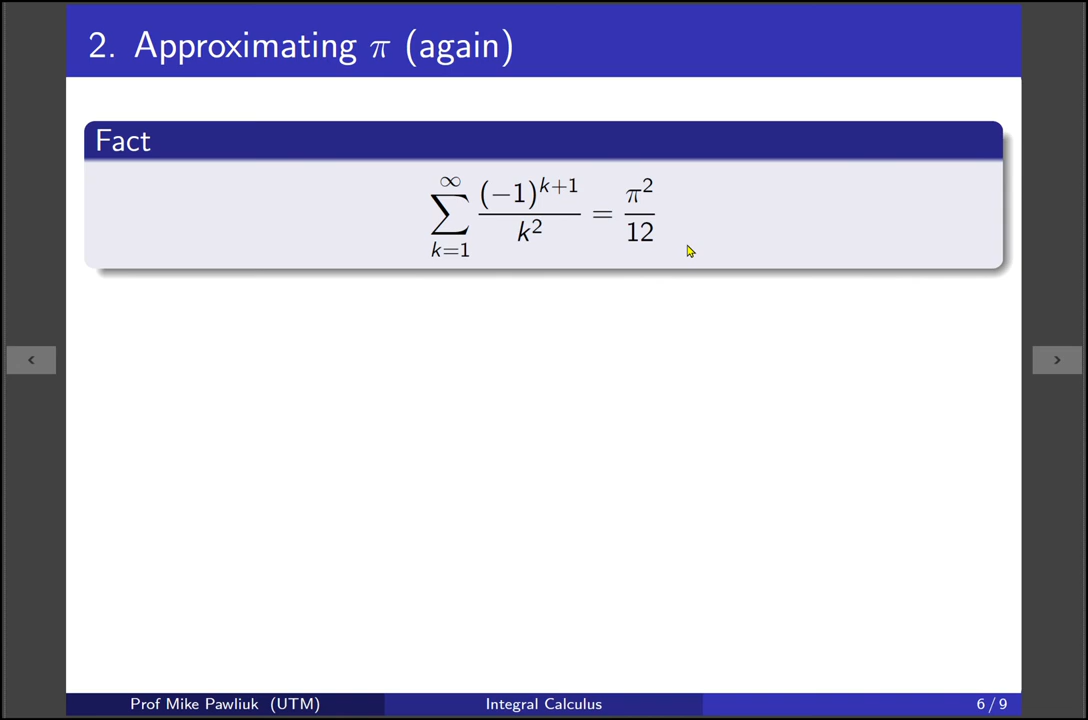 2. Approximating π (again)
Fact
∑_{k=1}^{∞} (−1)^{k+1} / k² = π² / 12
Prof Mike Pawliuk (UTM) Integral Calculus 6 / 9